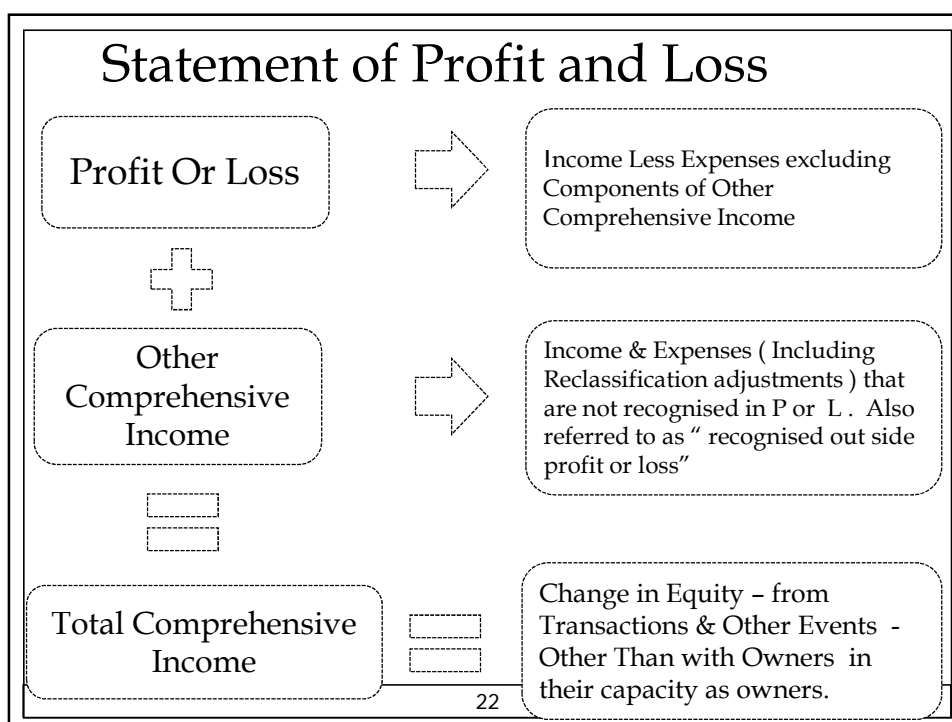 Statement of Profit and Loss
Profit Or Loss
Income Less Expenses excluding
Components of Other
Comprehensive Income
Other
Comprehensive
Income
Income & Expenses ( Including
Reclassification adjustments ) that
are not recognised in P or L . Also
referred to as “ recognised out side
profit or loss”
Total Comprehensive
Income
Change in Equity – from
Transactions & Other Events -
Other Than with Owners in
their capacity as owners.
22